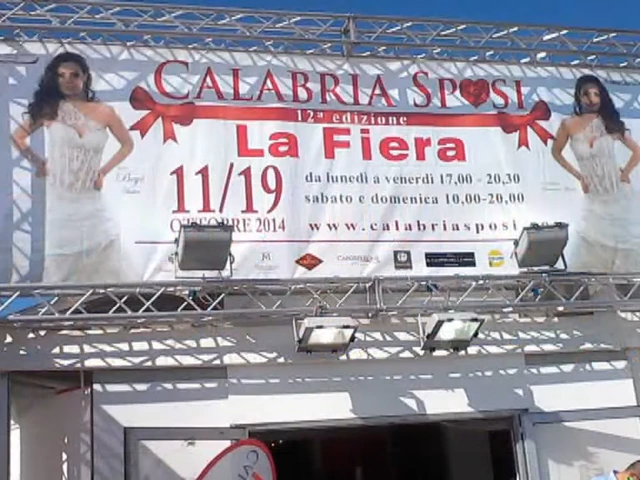 CALABRIA SPOSI
12ª edizione
La Fiera
11/19
OTTOBRE 2014
da lunedì a venerdì 17,00 - 20,30
sabato e domenica 10,00-20,00
www.calabriasposi